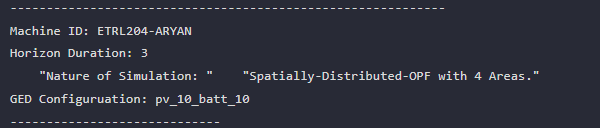 ---------------------------------------------------------------
Machine ID: ETRL204-ARYAN
Horizon Duration: 3
    "Nature of Simulation: "    "Spatially-Distributed-OPF with 4 Areas."
GED Configuruation: pv_10_batt_10
------------------------------